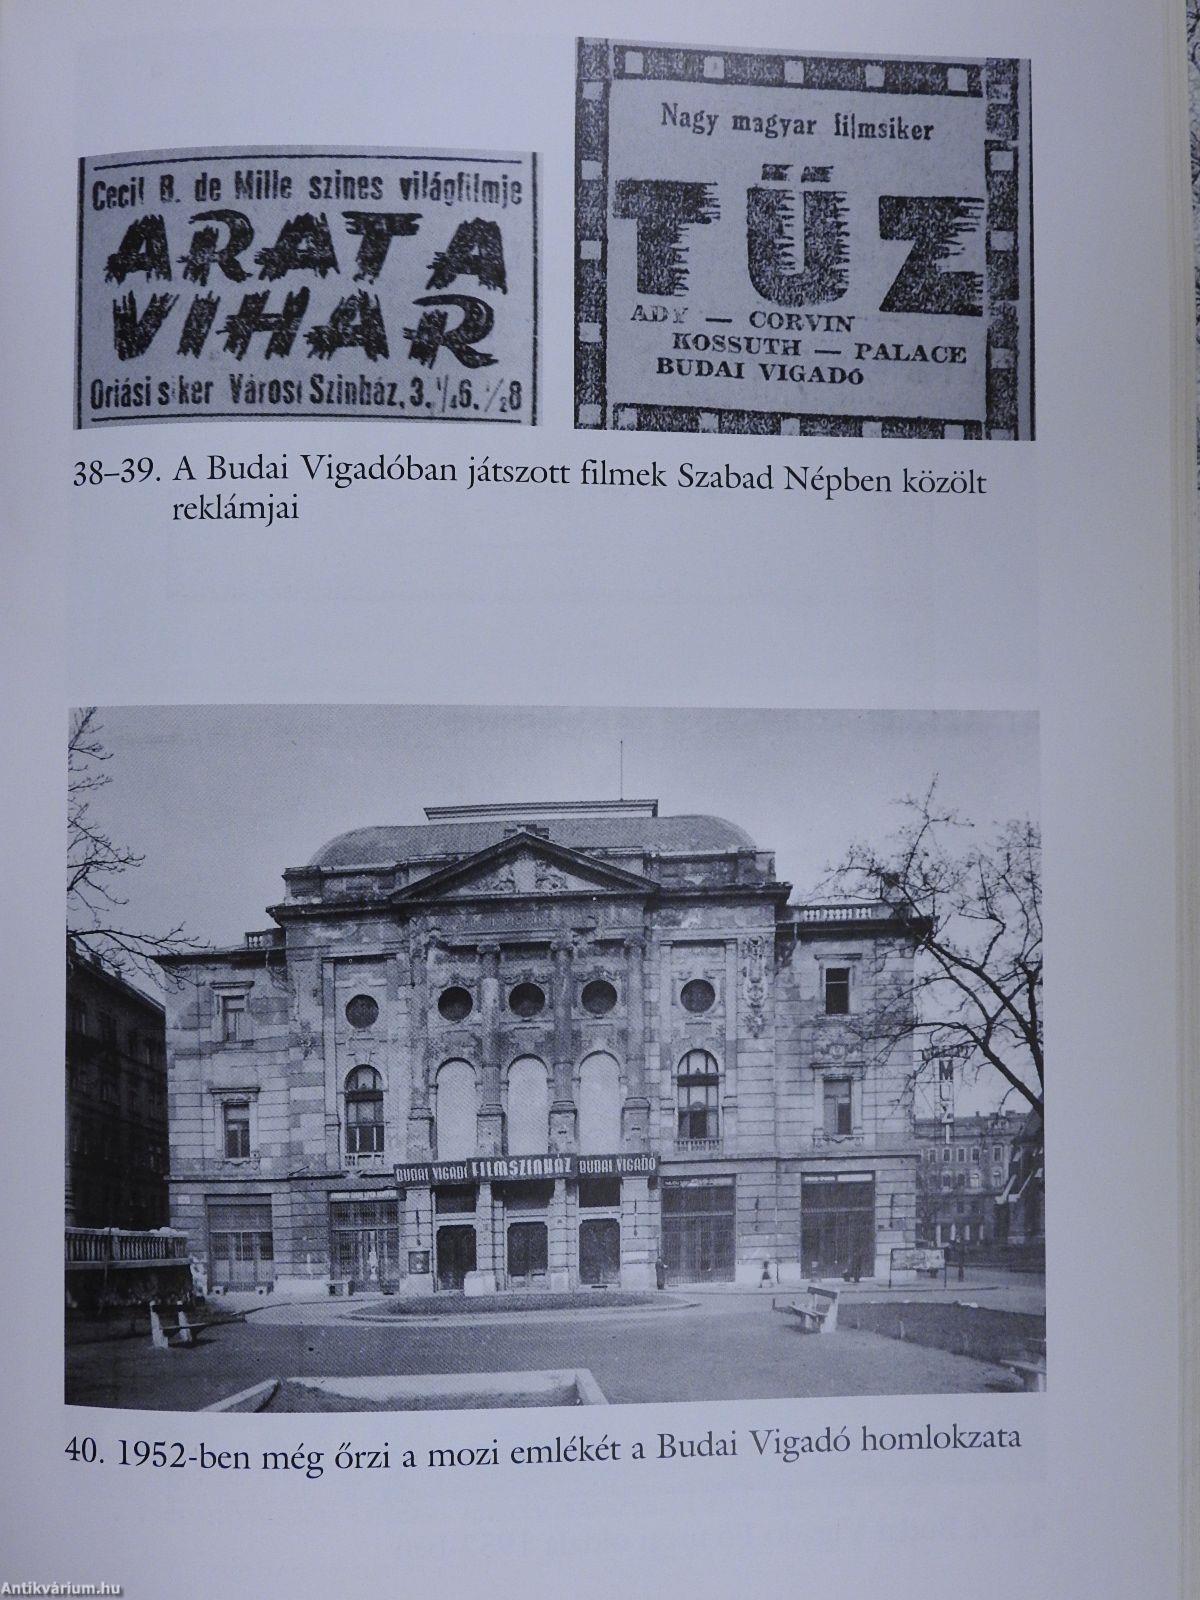 Cecil B. de Mille szines világfilmje
ARAT A
VIHAR
Oriási siker Városi Szinház, 3. ¼6. ½8
Nagy magyar filmsiker
TŰZ
ADY — CORVIN
KOSSUTH — PALACE
BUDAI VIGADÓ
38–39. A Budai Vigadóban játszott filmek Szabad Népben közölt
reklámjai
BUDAI VIGADÓ FILMSZINHÁZ BUDAI VIGADÓ
40. 1952-ben még őrzi a mozi emlékét a Budai Vigadó homlokzata
Antikvárium.hu